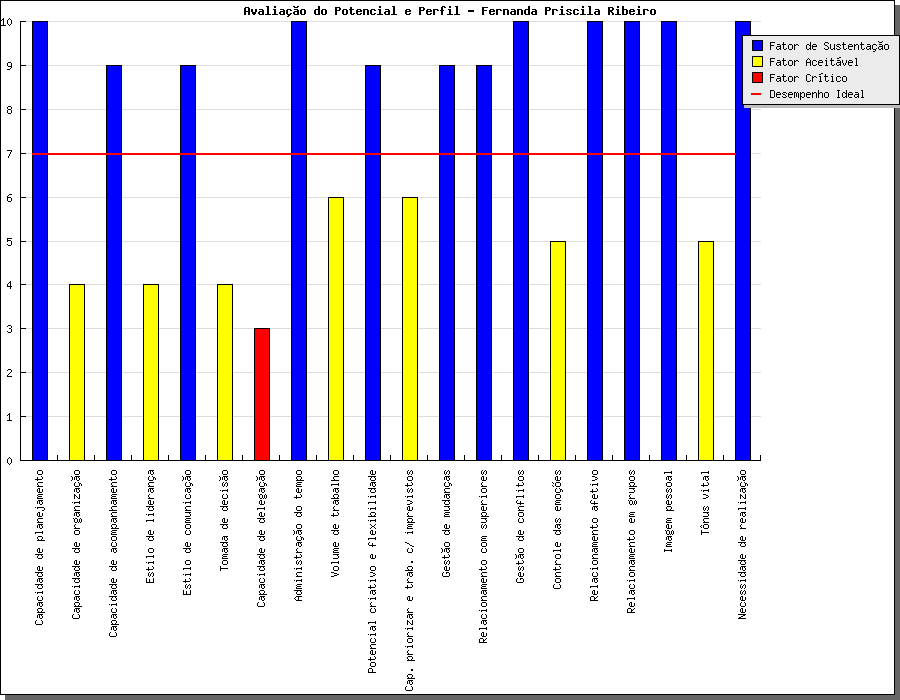 Avaliação do Potencial e Perfil - Fernanda Priscila Ribeiro
10
9
8
7
6
5
4
3
2
1
0
Fator de Sustentação
Fator Aceitável
Fator Crítico
Desempenho Ideal
Capacidade de planejamento
Capacidade de organização
Capacidade de acompanhamento
Estilo de liderança
Estilo de comunicação
Tomada de decisão
Capacidade de delegação
Administração do tempo
Volume de trabalho
Potencial criativo e flexibilidade
Cap. priorizar e trab. c/ imprevistos
Gestão de mudanças
Relacionamento com superiores
Gestão de conflitos
Controle das emoções
Relacionamento afetivo
Relacionamento em grupos
Imagem pessoal
Tônus vital
Necessidade de realização